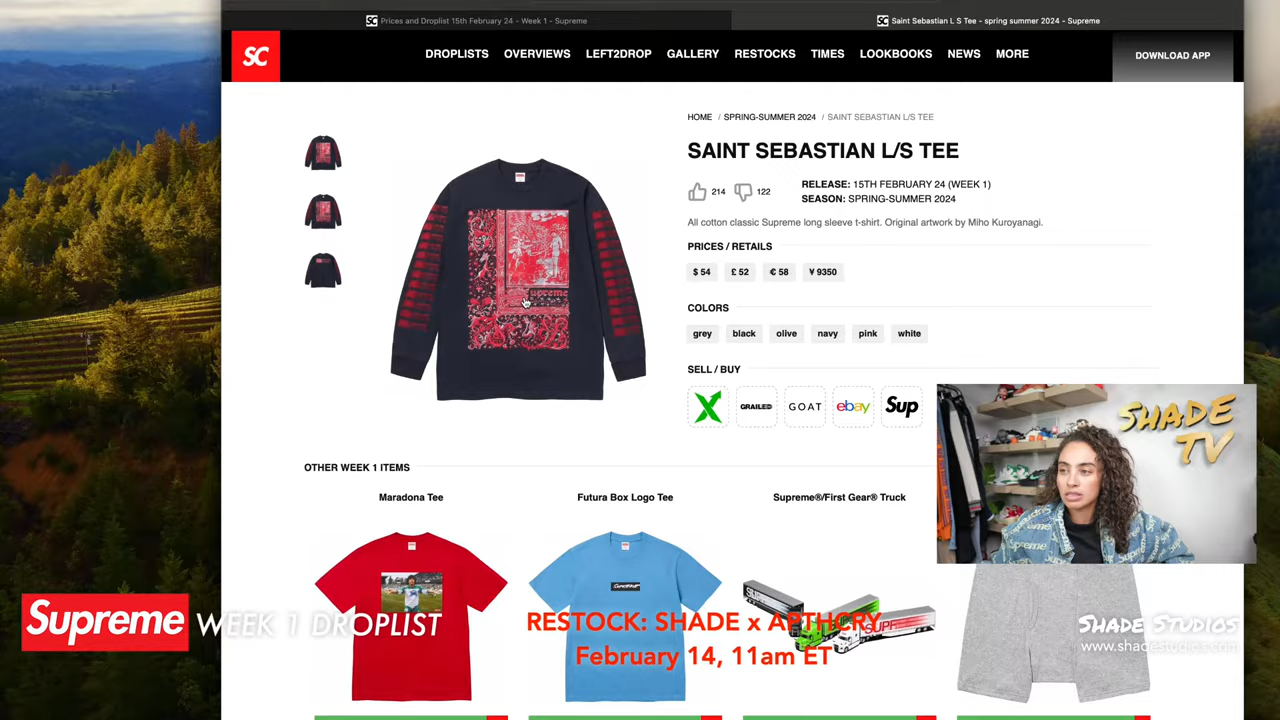 SC Prices and Droplist 15th February 24 - Week 1 - Supreme
SC Saint Sebastian L S Tee - spring summer 2024 - Supreme
SC DROPLISTS OVERVIEWS LEFT2DROP GALLERY RESTOCKS TIMES LOOKBOOKS NEWS MORE DOWNLOAD APP
HOME / SPRING-SUMMER 2024 / SAINT SEBASTIAN L/S TEE
SAINT SEBASTIAN L/S TEE
214 122
RELEASE: 15TH FEBRUARY 24 (WEEK 1)
SEASON: SPRING-SUMMER 2024
All cotton classic Supreme long sleeve t-shirt. Original artwork by Miho Kuroyanagi.
PRICES / RETAILS
$ 54 £ 52 € 58 ¥ 9350
COLORS
grey black olive navy pink white
SELL / BUY
GRAILED GOAT ebay Sup
SHADE
TV
OTHER WEEK 1 ITEMS
Maradona Tee Futura Box Logo Tee Supreme®/First Gear® Truck
Supreme WEEK 1 DROPLIST
RESTOCK: SHADE x APTHCRY
February 14, 11am ET
SHADE STUDIOS
www.shadestudios.com